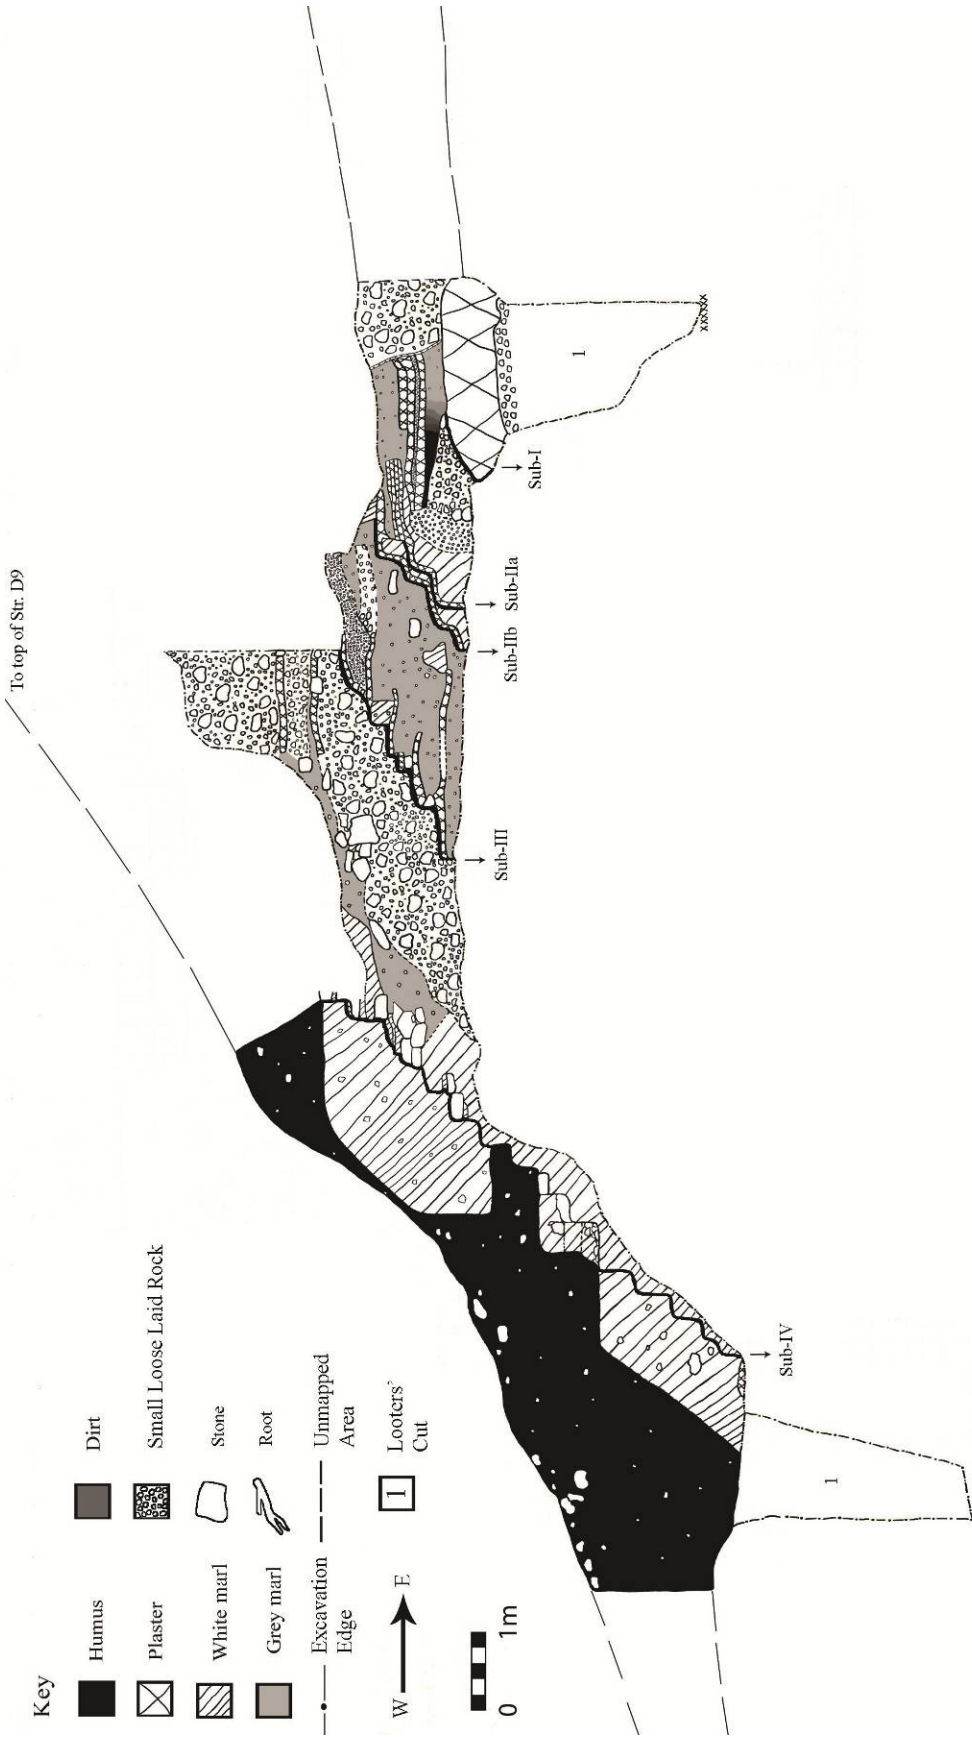 To top of Str. D9
Key
Humus
Dirt
Plaster
Small Loose Laid Rock
White marl
Stone
Grey marl
Root
Excavation
Edge
Unmapped
Area
W
E
1
Looters'
Cut
0
1m
1
Sub-IV
Sub-III
Sub-IIb
Sub-IIa
Sub-I
1
xxxxx